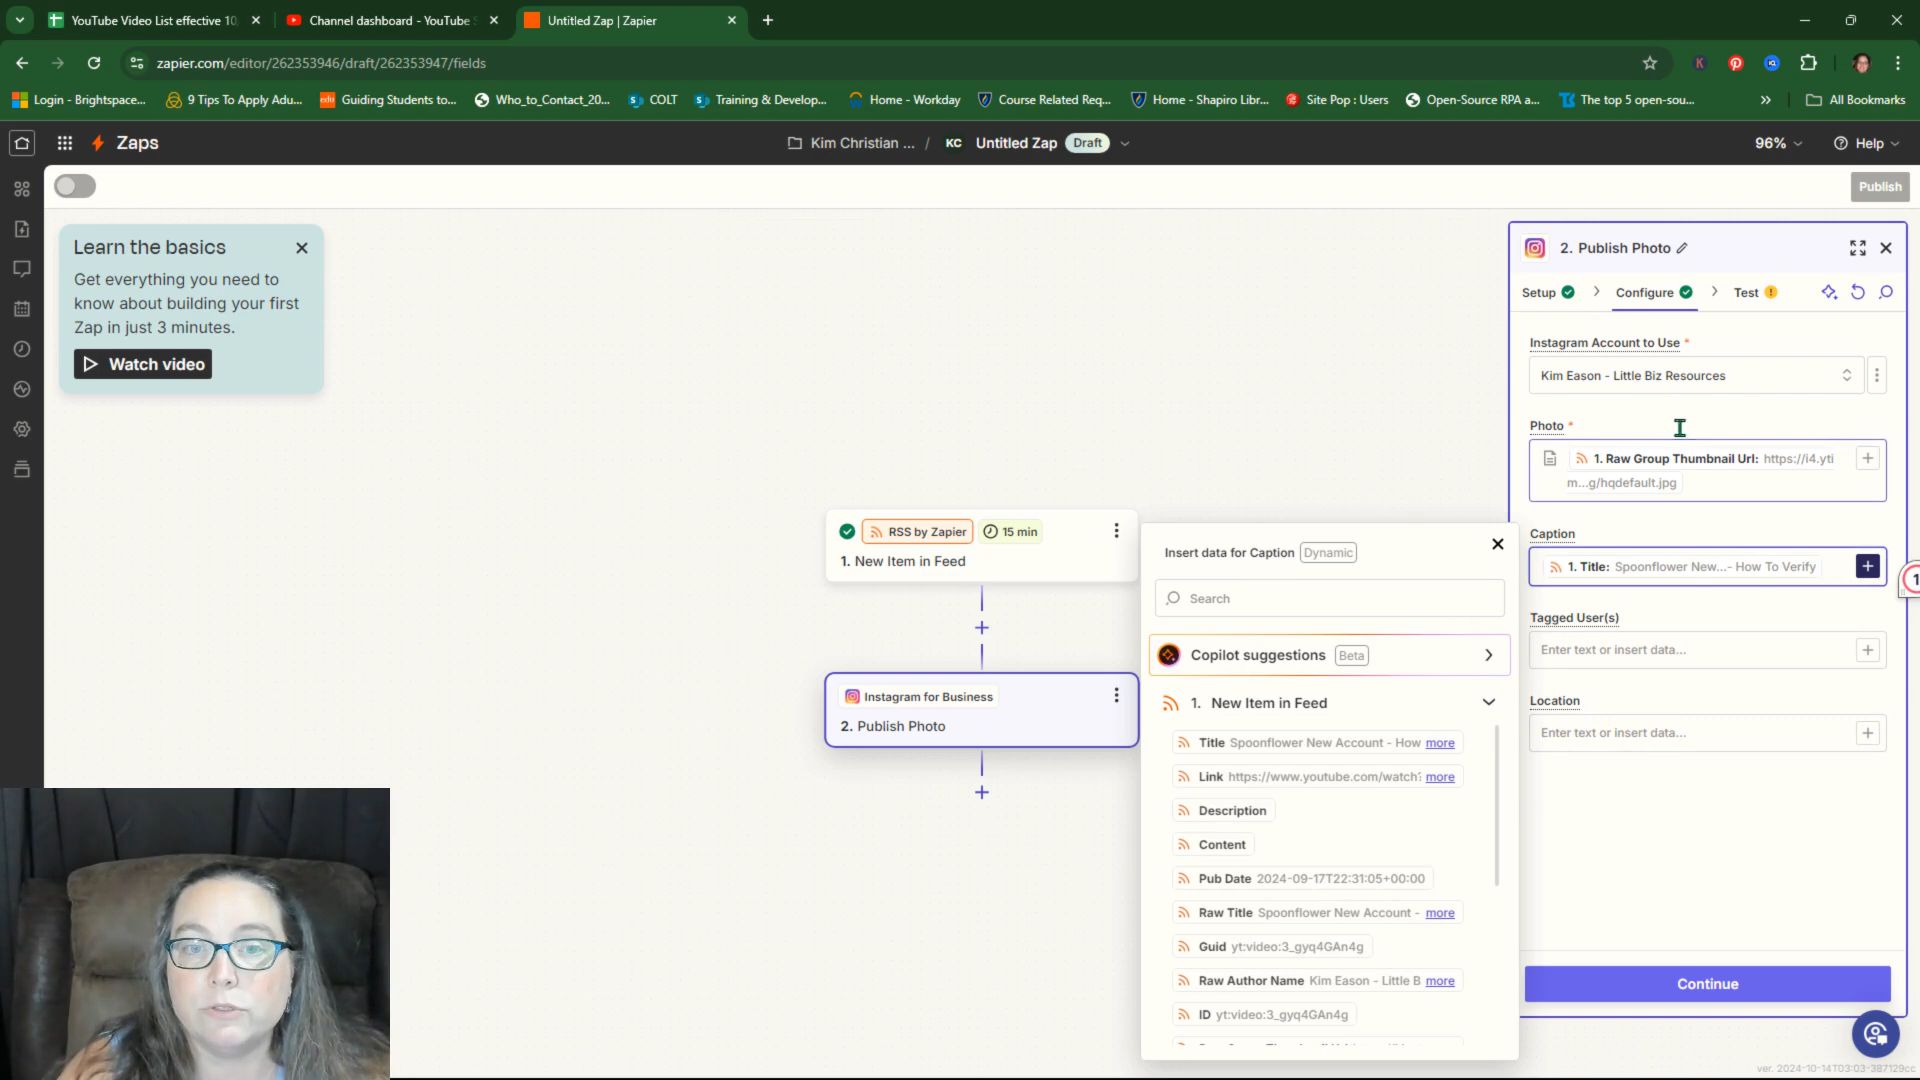 YouTube Video List effective 10
Channel dashboard - YouTube S
Untitled Zap | Zapier
zapier.com/editor/262353946/draft/262353947/fields
Login - Brightspace...
9 Tips To Apply Adu...
edu
Guiding Students to...
Who_to_Contact_20...
COLT
Training & Develop...
Home - Workday
Course Related Req...
Home - Shapiro Libr...
Site Pop : Users
Open-Source RPA a...
The top 5 open-sou...
All Bookmarks
Zaps
Kim Christian ... / KC Untitled Zap Draft
96%
Help
Publish
Learn the basics
Get everything you need to
know about building your first
Zap in just 3 minutes.
Watch video
RSS by Zapier
15 min
1. New Item in Feed
Instagram for Business
2. Publish Photo
Insert data for Caption Dynamic
Search
Copilot suggestions Beta
1. New Item in Feed
Title Spoonflower New Account - How more
Link https://www.youtube.com/watch? more
Description
Content
Pub Date 2024-09-17T22:31:05+00:00
Raw Title Spoonflower New Account - more
Guid yt:video:3_gyq4GAn4g
Raw Author Name Kim Eason - Little B more
ID yt:video:3_gyq4GAn4g
2. Publish Photo
Setup
Configure
Test
Instagram Account to Use *
Kim Eason - Little Biz Resources
Photo *
1. Raw Group Thumbnail Url: https://i4.yti
m...g/hqdefault.jpg
Caption
1. Title: Spoonflower New...- How To Verify
1
Tagged User(s)
Enter text or insert data...
Location
Enter text or insert data...
Continue
ver. 2024-10-14T03:03-387129cc